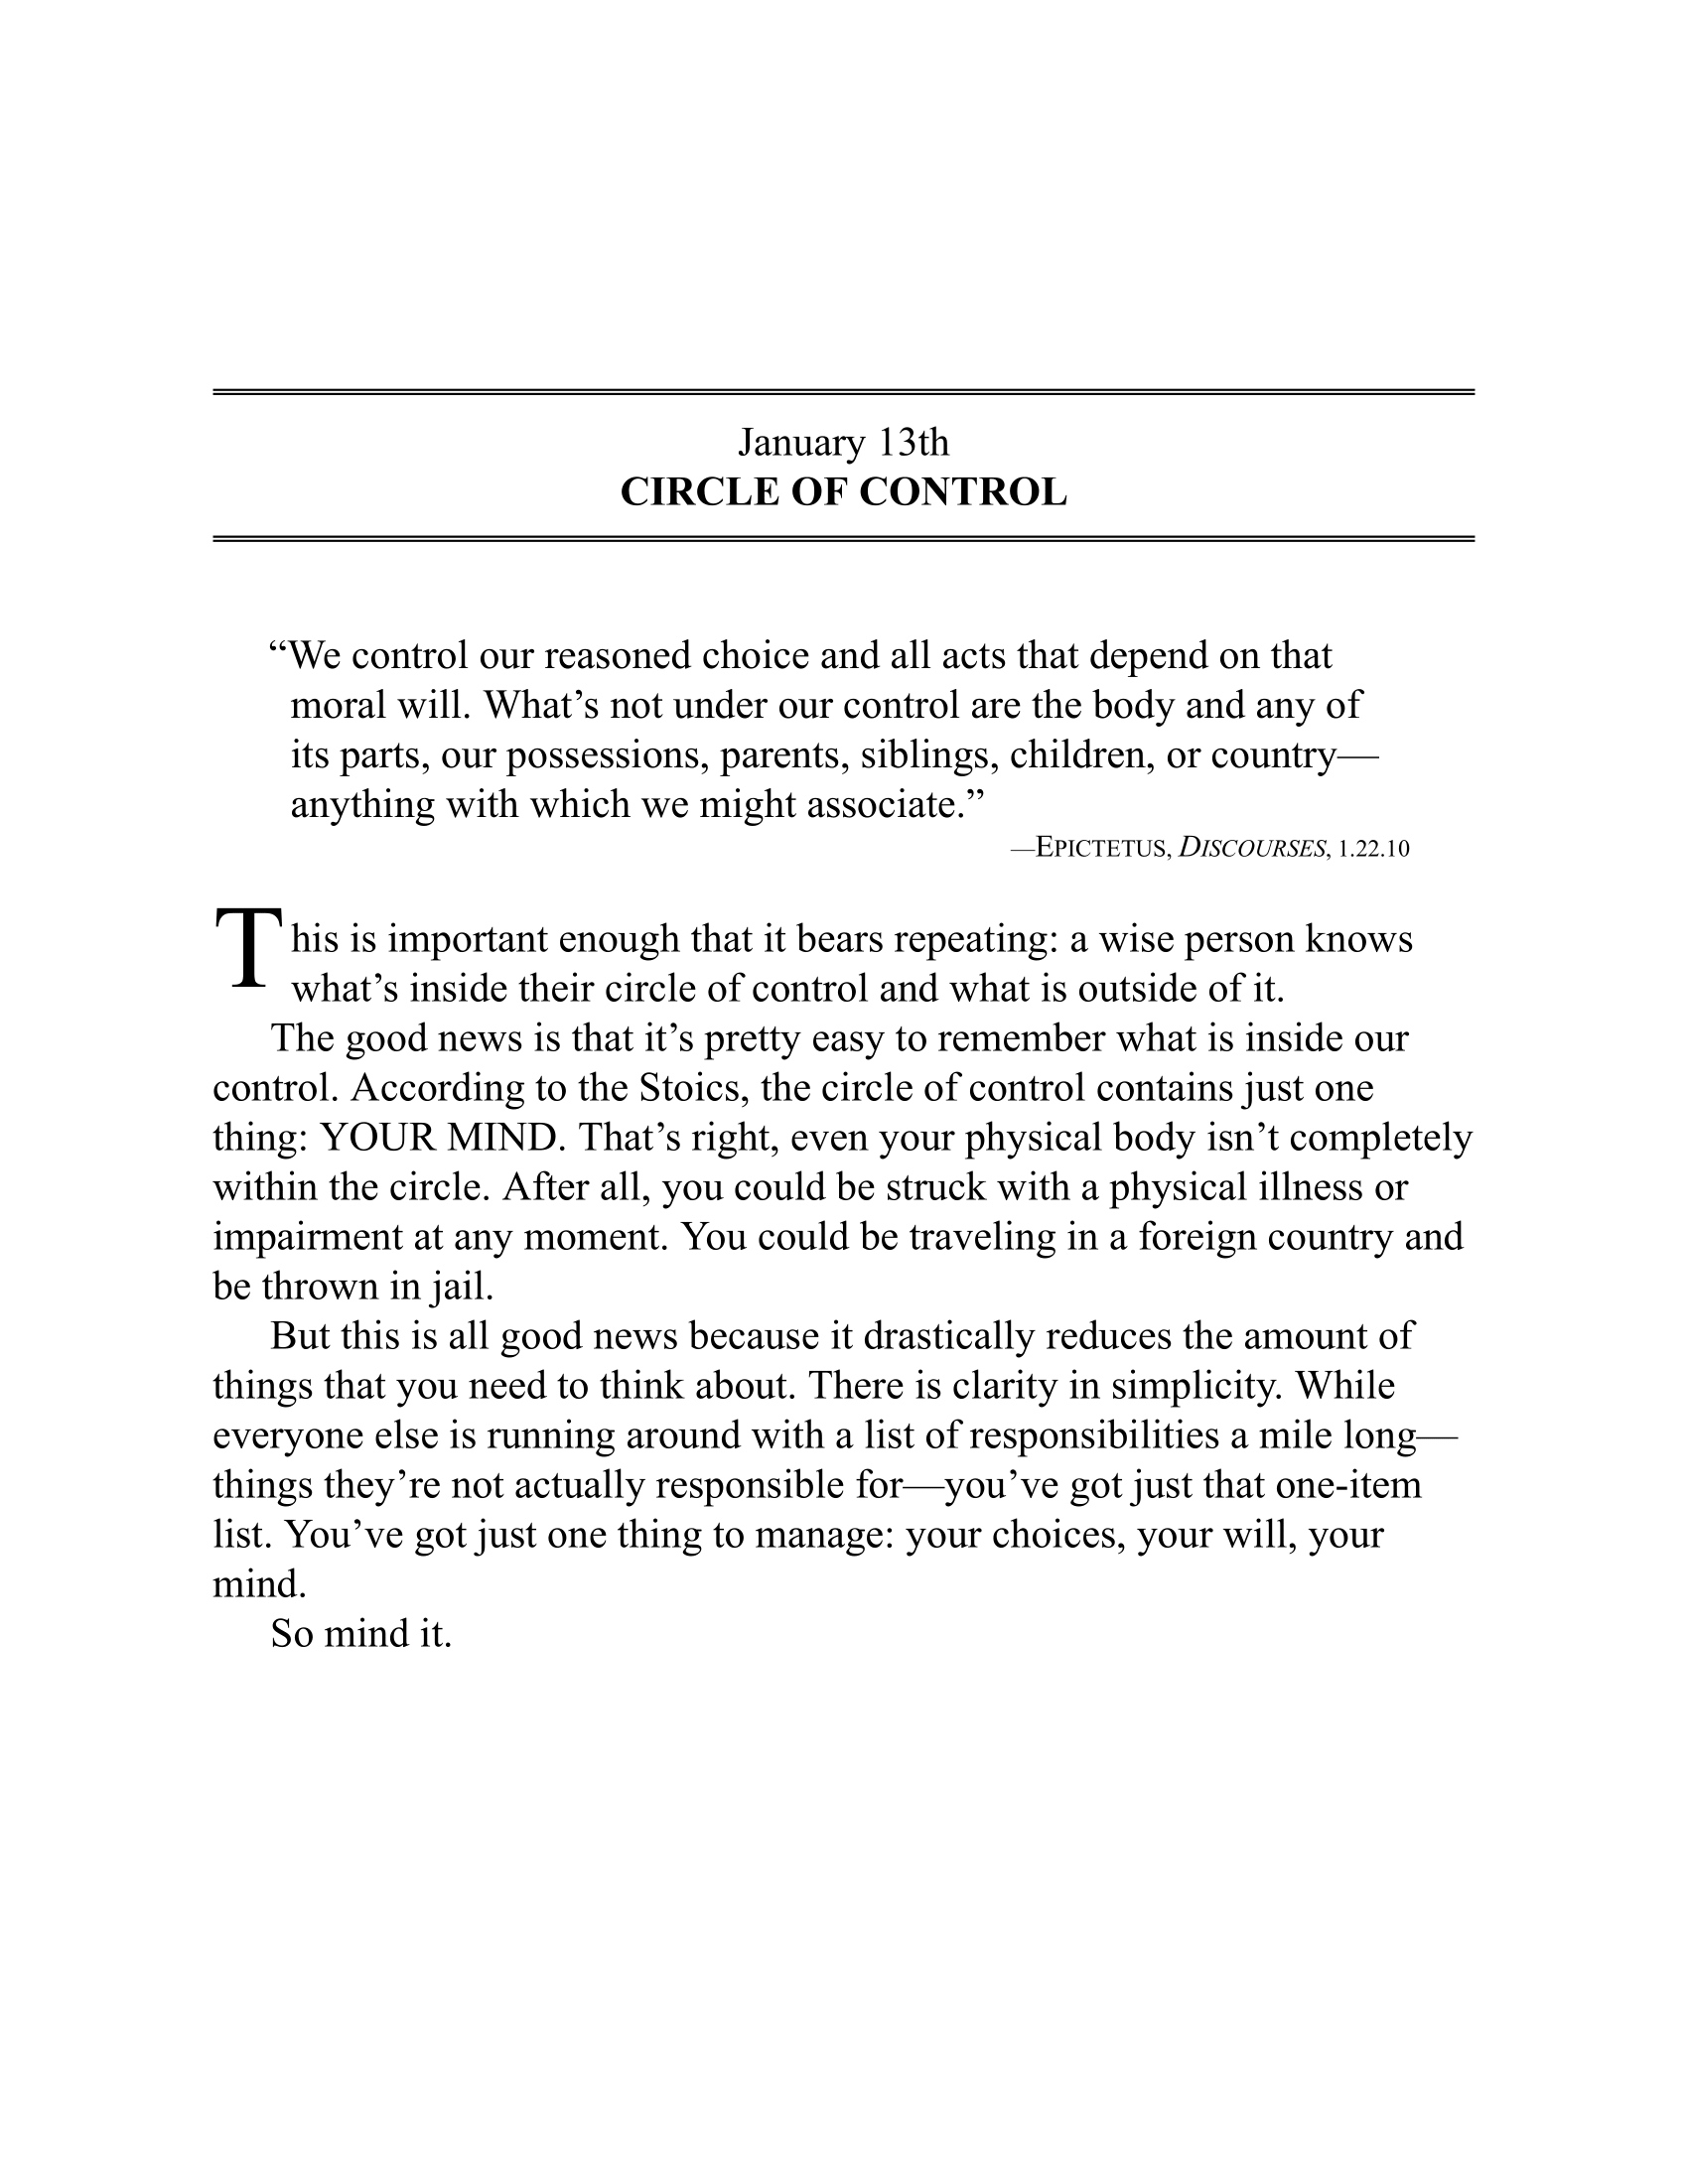 January 13th
CIRCLE OF CONTROL
“We control our reasoned choice and all acts that depend on that
moral will. What’s not under our control are the body and any of
its parts, our possessions, parents, siblings, children, or country—
anything with which we might associate.”
—EPICTETUS, DISCOURSES, 1.22.10
This is important enough that it bears repeating: a wise person knows
what’s inside their circle of control and what is outside of it.
The good news is that it’s pretty easy to remember what is inside our
control. According to the Stoics, the circle of control contains just one
thing: YOUR MIND. That’s right, even your physical body isn’t completely
within the circle. After all, you could be struck with a physical illness or
impairment at any moment. You could be traveling in a foreign country and
be thrown in jail.
But this is all good news because it drastically reduces the amount of
things that you need to think about. There is clarity in simplicity. While
everyone else is running around with a list of responsibilities a mile long—
things they’re not actually responsible for—you’ve got just that one-item
list. You’ve got just one thing to manage: your choices, your will, your
mind.
So mind it.